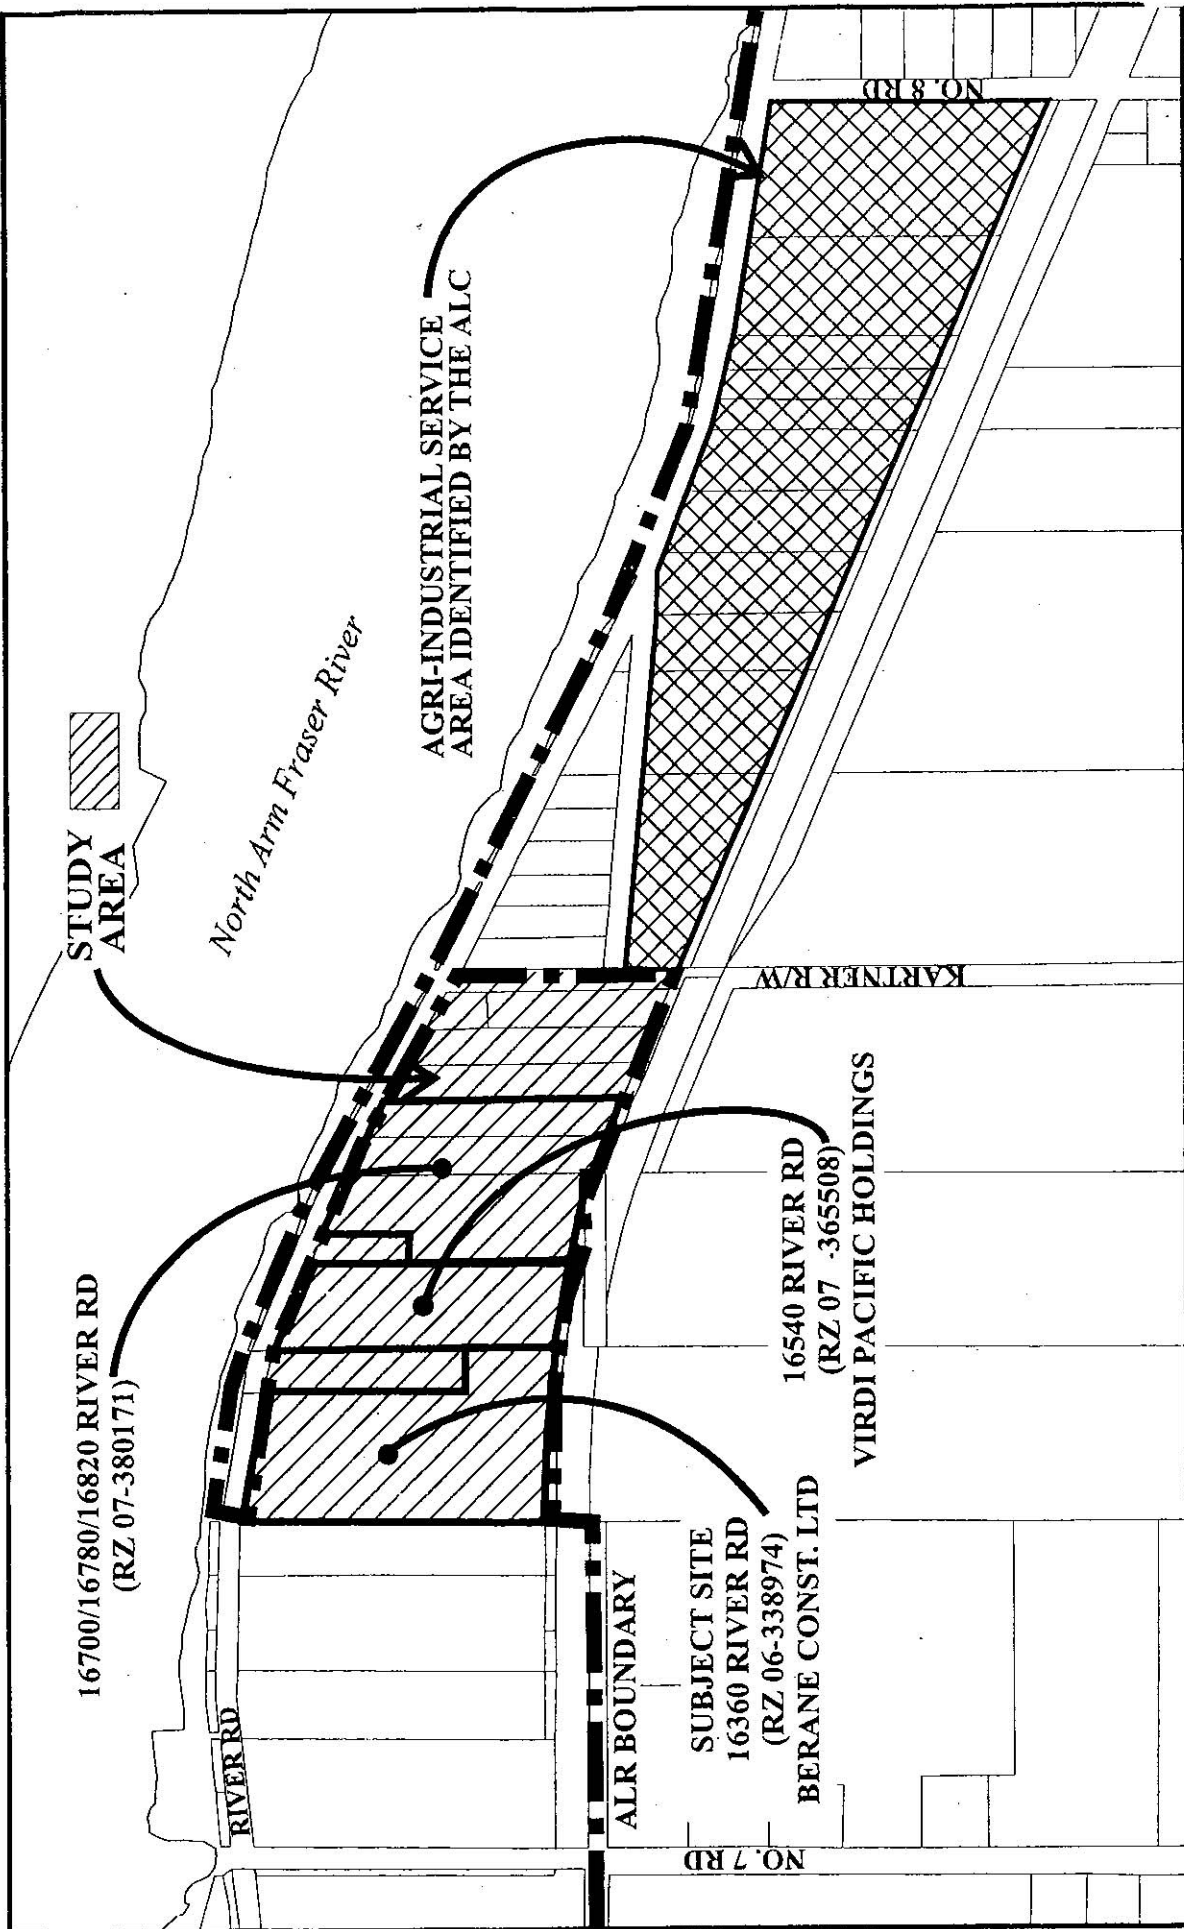 16700/16780/16820 RIVER RD
(RZ 07-380171)
STUDY
AREA
North Arm Fraser River
AGRI-INDUSTRIAL SERVICE
AREA IDENTIFIED BY THE ALC
NO. 8 RD
RIVER RD
NO. 7 RD
ALR BOUNDARY
SUBJECT SITE
16360 RIVER RD
(RZ 06-338974)
BERANE CONST. LTD
16540 RIVER RD
(RZ 07 -365508)
VIRDI PACIFIC HOLDINGS
KARTNER R/W